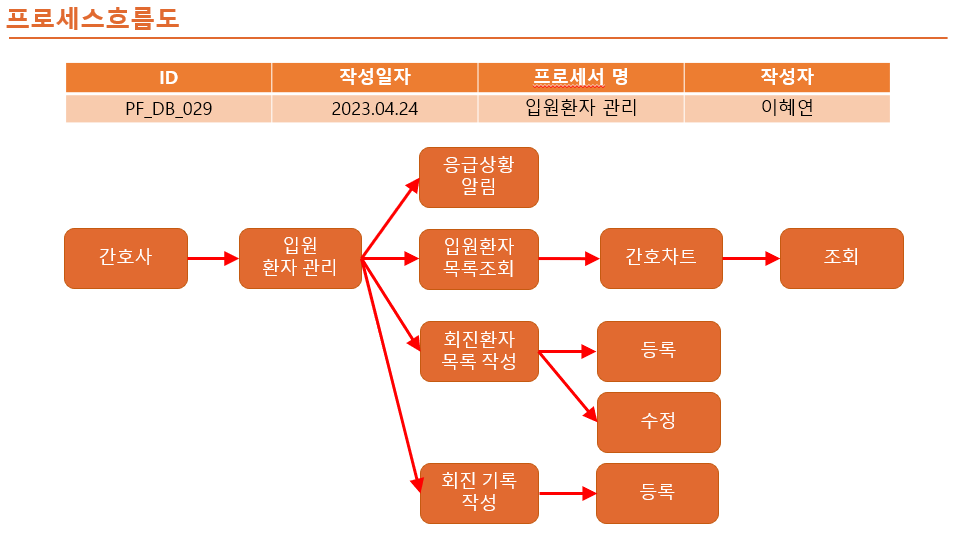 프로세스흐름도
ID 작성일자 프로세서 명 작성자
PF_DB_029 2023.04.24 입원환자 관리 이혜연
응급상황
알림
간호사
입원
환자 관리
입원환자
목록조회
간호차트
조회
회진환자
목록 작성
등록
수정
회진 기록
작성
등록